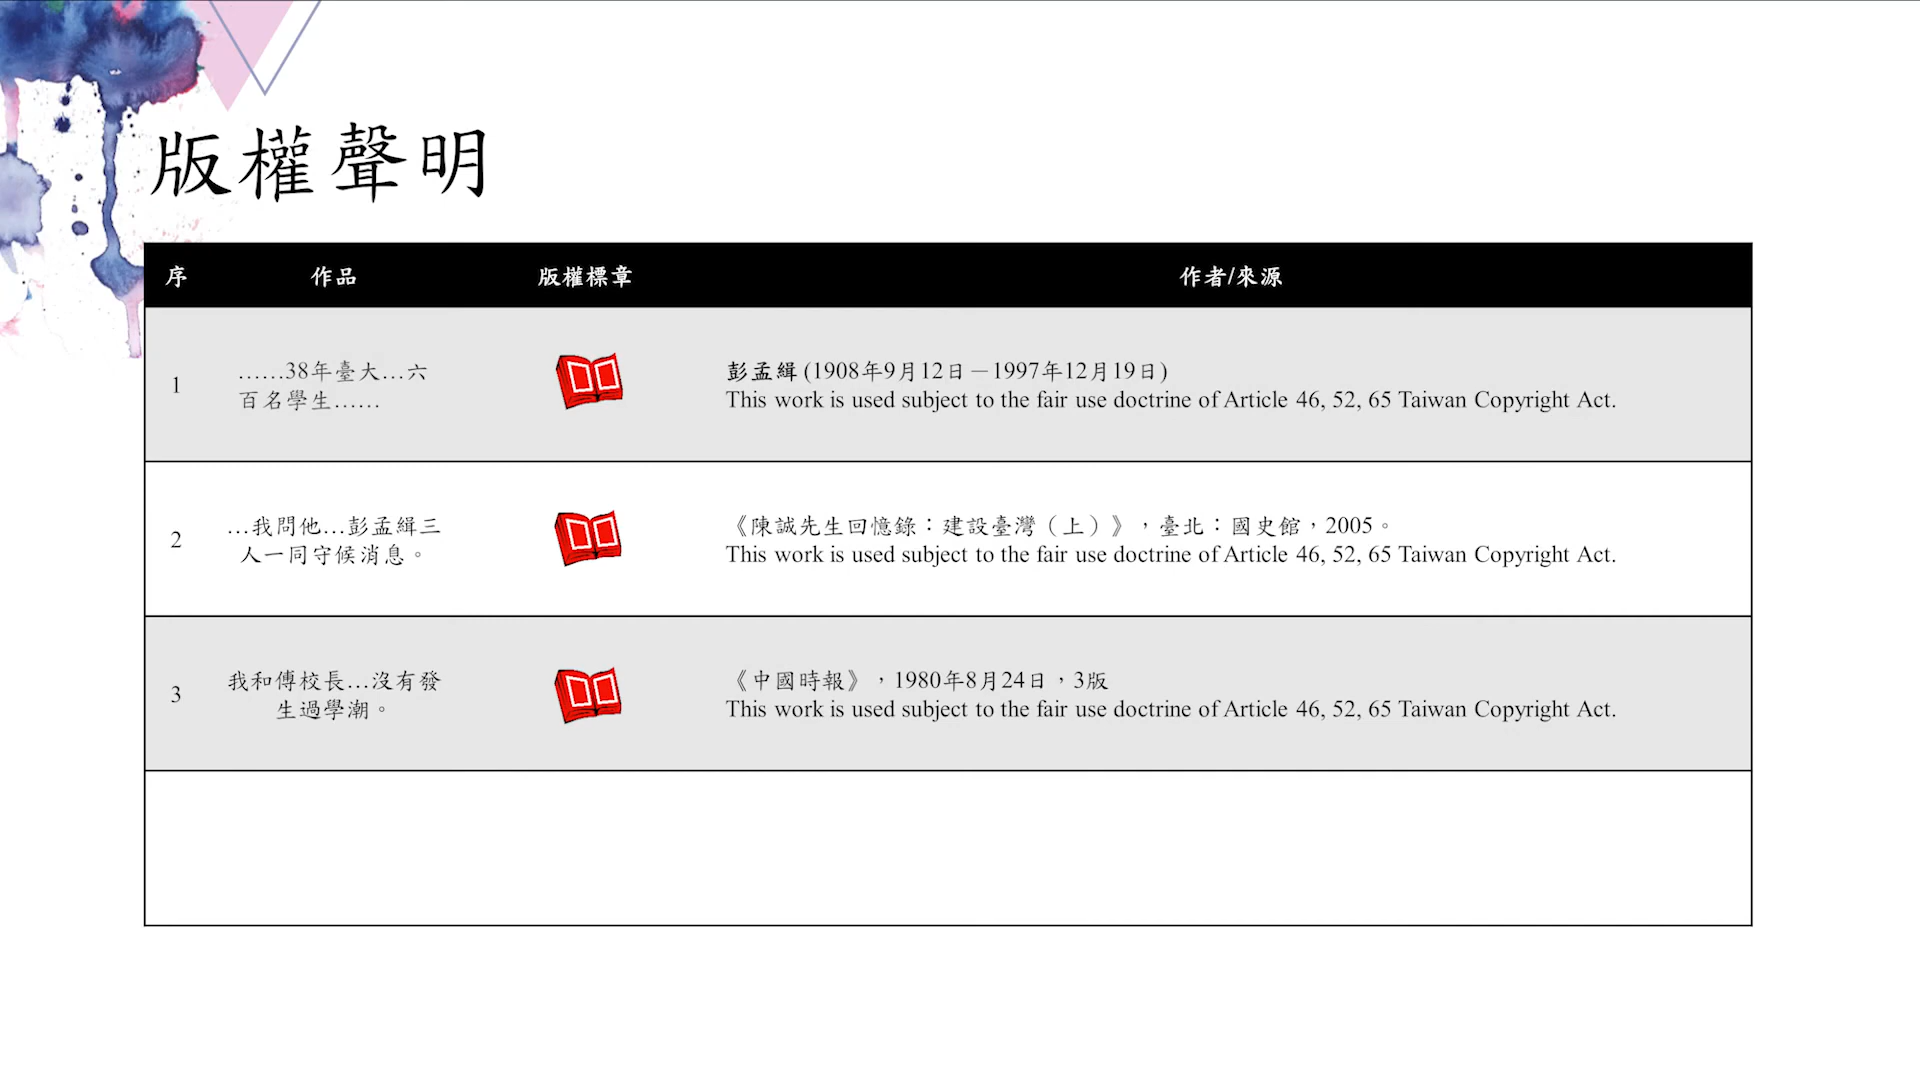 版權聲明
序 作品 版權標章 作者/來源
1
……38年臺大…六
百名學生……
彭孟緝 (1908年9月12日－1997年12月19日)
This work is used subject to the fair use doctrine of Article 46, 52, 65 Taiwan Copyright Act.
2
…我問他…彭孟緝三
人一同守候消息。
《陳誠先生回憶錄：建設臺灣（上）》，臺北：國史館，2005。
This work is used subject to the fair use doctrine of Article 46, 52, 65 Taiwan Copyright Act.
3
我和傅校長…沒有發
生過學潮。
《中國時報》，1980年8月24日，3版
This work is used subject to the fair use doctrine of Article 46, 52, 65 Taiwan Copyright Act.